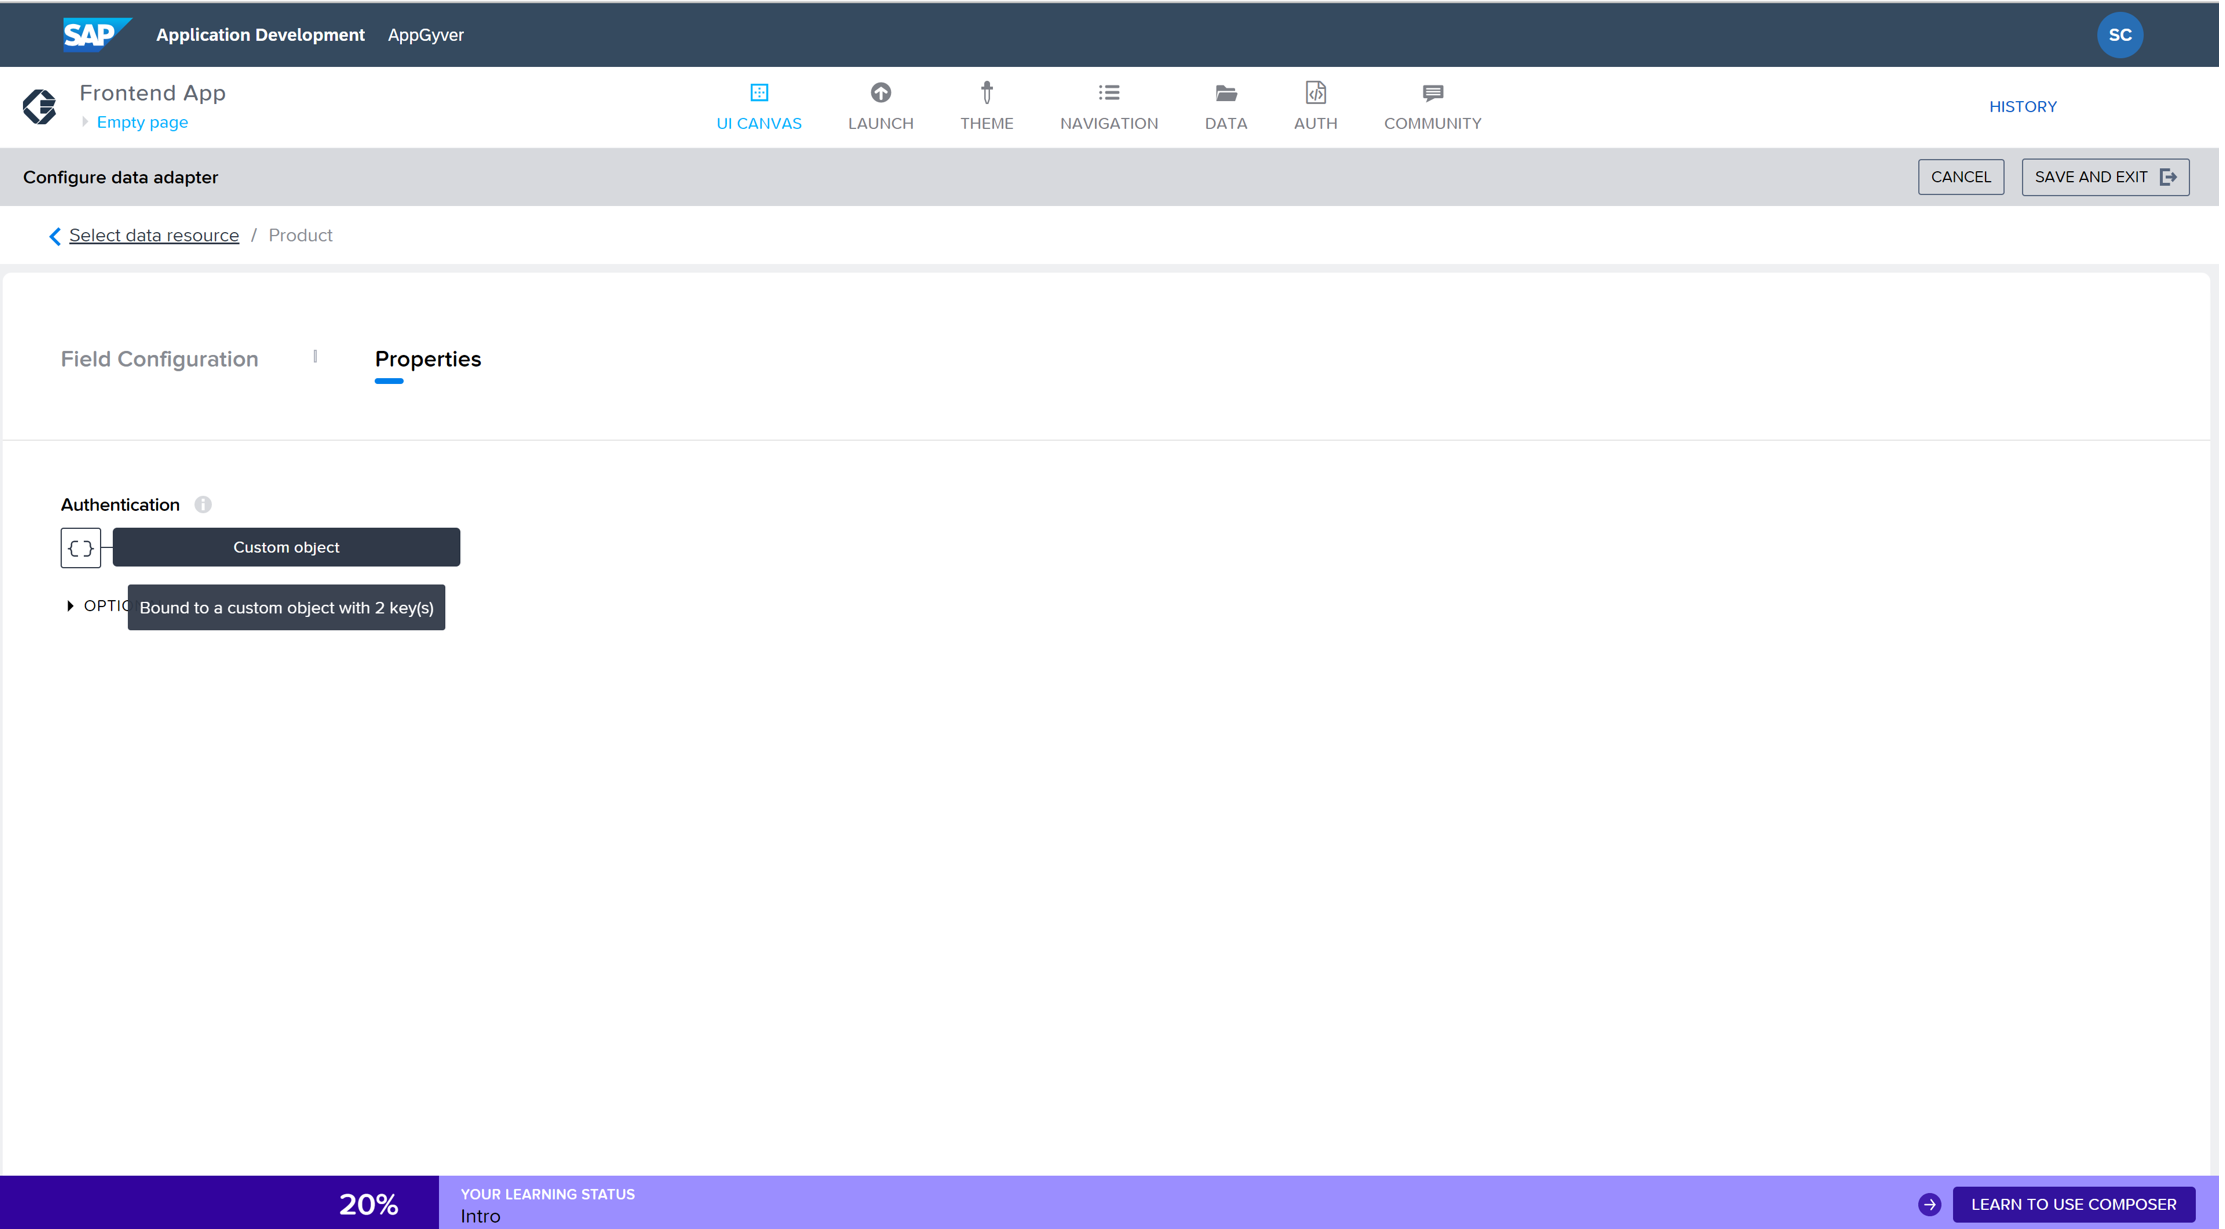 SAP Application Development AppGyver SC
Frontend App
Empty page
UI CANVAS LAUNCH THEME NAVIGATION DATA AUTH COMMUNITY
HISTORY
Configure data adapter
CANCEL SAVE AND EXIT
Select data resource / Product
Field Configuration Properties
Authentication
{ } Custom object
OPTIO
Bound to a custom object with 2 key(s)
20%
YOUR LEARNING STATUS
Intro
LEARN TO USE COMPOSER